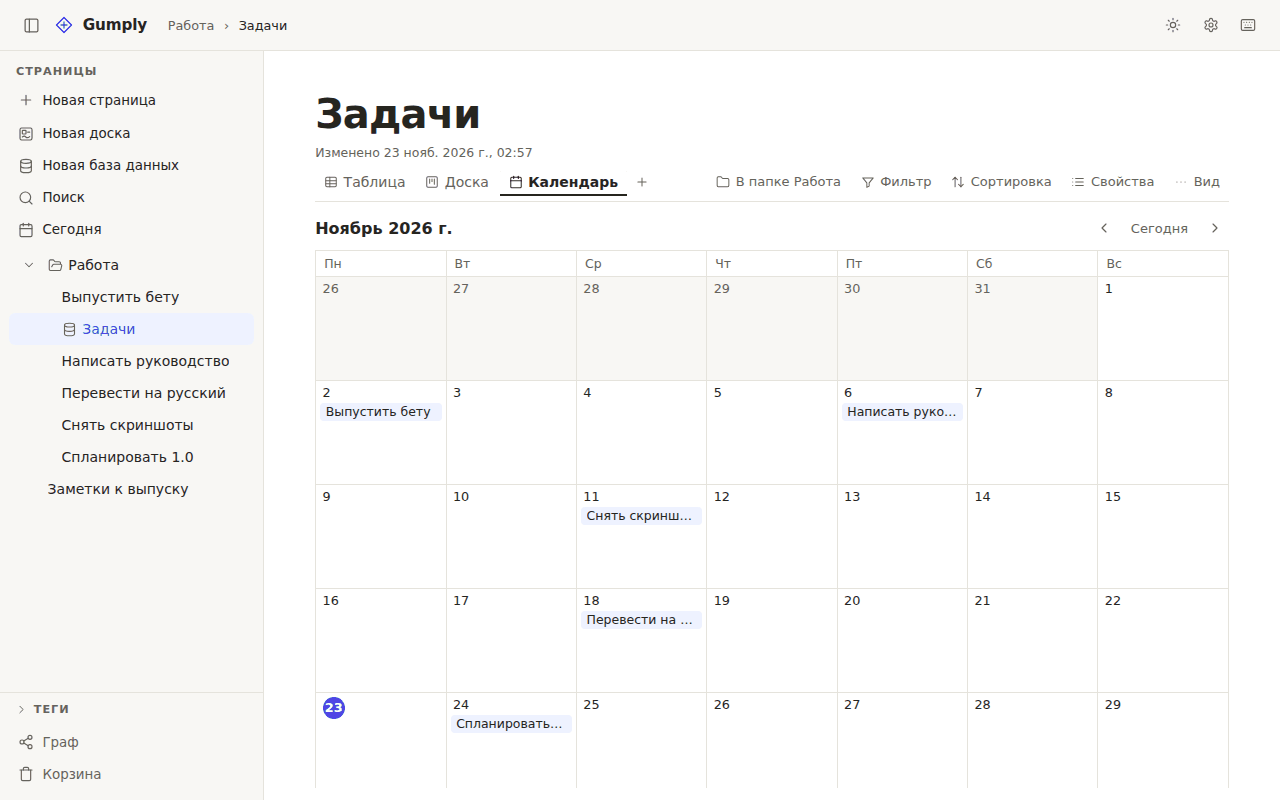 Gumply
Работа › Задачи
СТРАНИЦЫ
Новая страница
Новая доска
Новая база данных
Поиск
Сегодня
Работа
Выпустить бету
Задачи
Написать руководство
Перевести на русский
Снять скриншоты
Спланировать 1.0
Заметки к выпуску
ТЕГИ
Граф
Корзина
Задачи
Изменено 23 нояб. 2026 г., 02:57
Таблица Доска Календарь В папке Работа Фильтр Сортировка Свойства Вид
Ноябрь 2026 г. Сегодня
Пн Вт Ср Чт Пт Сб Вс
26 27 28 29 30 31 1
2 3 4 5 6 7 8
Выпустить бету Написать руко…
9 10 11 12 13 14 15
Снять скринш…
16 17 18 19 20 21 22
Перевести на …
23 24 25 26 27 28 29
Спланировать…